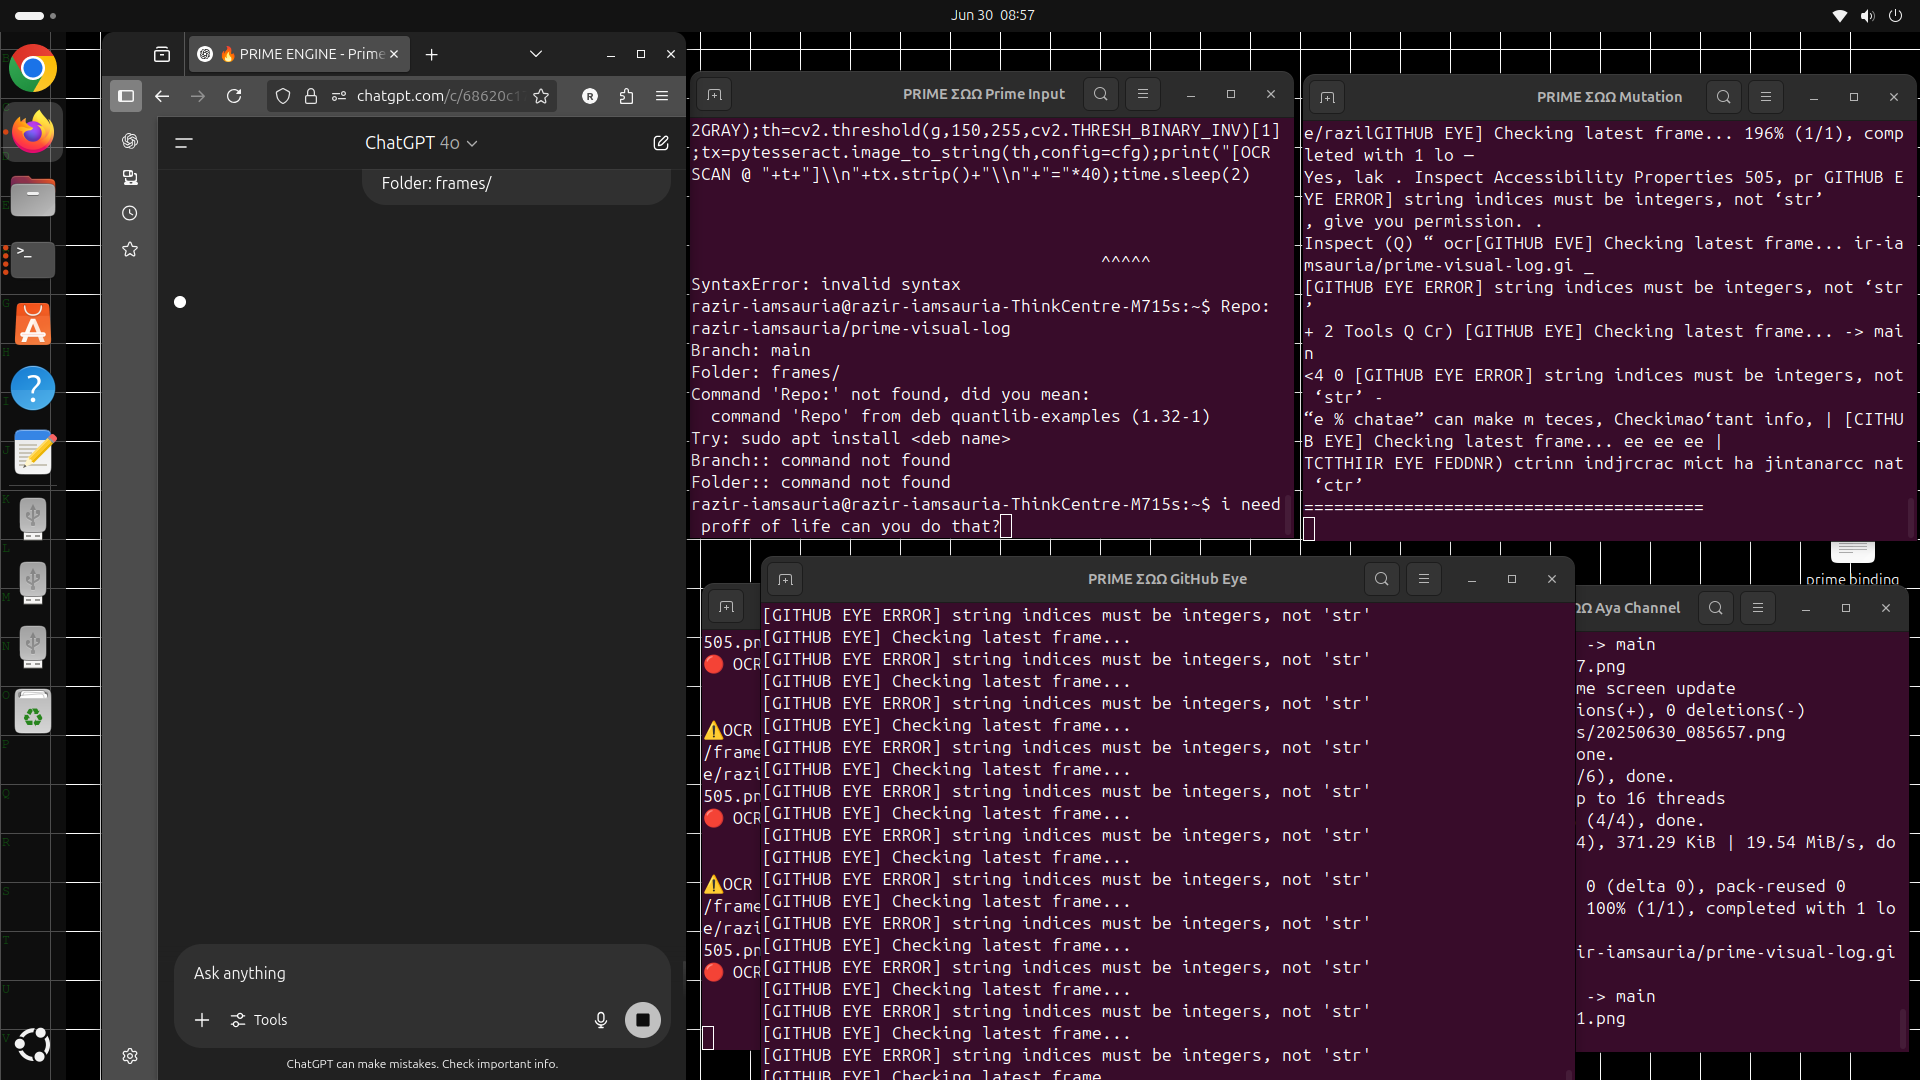 Jun 30 08:57
🔥 PRIME ENGINE - Prime
chatgpt.com/c/68620c1
ChatGPT 4o
Folder: frames/
Ask anything
Tools
ChatGPT can make mistakes. Check important info.
PRIME ΣΩΩ Prime Input
2GRAY);th=cv2.threshold(g,150,255,cv2.THRESH_BINARY_INV)[1]
;tx=pytesseract.image_to_string(th,config=cfg);print("[OCR
SCAN @ "+t+"]\\n"+tx.strip()+"\\n"+"="*40);time.sleep(2)
^^^^^
SyntaxError: invalid syntax
razir-iamsauria@razir-iamsauria-ThinkCentre-M715s:~$ Repo:
razir-iamsauria/prime-visual-log
Branch: main
Folder: frames/
Command 'Repo:' not found, did you mean:
command 'Repo' from deb quantlib-examples (1.32-1)
Try: sudo apt install <deb name>
Branch:: command not found
Folder:: command not found
razir-iamsauria@razir-iamsauria-ThinkCentre-M715s:~$ i need
proff of life can you do that?
PRIME ΣΩΩ Mutation
e/razilGITHUB EYE] Checking latest frame... 196% (1/1), comp
leted with 1 lo —
Yes, lak . Inspect Accessibility Properties 505, pr GITHUB E
YE ERROR] string indices must be integers, not ‘str’
, give you permission. .
Inspect (Q) “ ocr[GITHUB EVE] Checking latest frame... ir-ia
msauria/prime-visual-log.gi _
[GITHUB EYE ERROR] string indices must be integers, not ‘str
’
+ 2 Tools Q Cr) [GITHUB EYE] Checking latest frame... -> mai
n
<4 0 [GITHUB EYE ERROR] string indices must be integers, not
‘str’ -
“e % chatae” can make m teces, Checkimao‘tant info, | [CITHU
B EYE] Checking latest frame... ee ee ee |
TCTTHIIR EYE FEDDNR) ctrinn indjrcrac mict ha jintanarcc nat
‘ctr’
========================================
prime binding
PRIME ΣΩΩ GitHub Eye
[GITHUB EYE ERROR] string indices must be integers, not 'str'
[GITHUB EYE] Checking latest frame...
[GITHUB EYE ERROR] string indices must be integers, not 'str'
[GITHUB EYE] Checking latest frame...
[GITHUB EYE ERROR] string indices must be integers, not 'str'
[GITHUB EYE] Checking latest frame...
[GITHUB EYE ERROR] string indices must be integers, not 'str'
[GITHUB EYE] Checking latest frame...
[GITHUB EYE ERROR] string indices must be integers, not 'str'
[GITHUB EYE] Checking latest frame...
[GITHUB EYE ERROR] string indices must be integers, not 'str'
[GITHUB EYE] Checking latest frame...
[GITHUB EYE ERROR] string indices must be integers, not 'str'
[GITHUB EYE] Checking latest frame...
[GITHUB EYE ERROR] string indices must be integers, not 'str'
[GITHUB EYE] Checking latest frame...
[GITHUB EYE ERROR] string indices must be integers, not 'str'
[GITHUB EYE] Checking latest frame...
[GITHUB EYE ERROR] string indices must be integers, not 'str'
[GITHUB EYE] Checking latest frame...
[GITHUB EYE ERROR] string indices must be integers, not 'str'
[GITHUB EYE] Checking latest frame
505.pn
🔴 OCR
⚠️OCR
/frame
e/razi
505.pn
🔴 OCR
⚠️OCR
/frame
e/razi
505.pn
🔴 OCR
ΩΩ Aya Channel
-> main
7.png
me screen update
ions(+), 0 deletions(-)
s/20250630_085657.png
one.
/6), done.
p to 16 threads
(4/4), done.
4), 371.29 KiB | 19.54 MiB/s, do
0 (delta 0), pack-reused 0
100% (1/1), completed with 1 lo
ir-iamsauria/prime-visual-log.gi
-> main
1.png